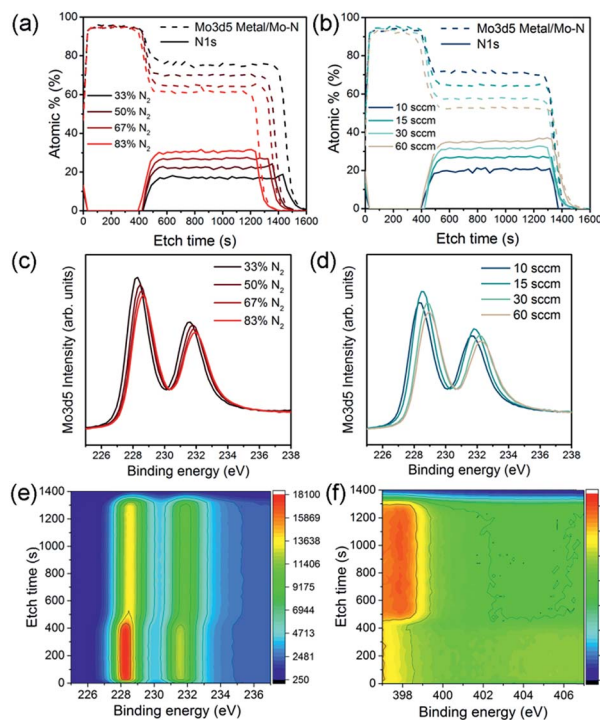 (a)
Mo3d5 Metal/Mo-N
N1s
33% N₂
50% N₂
67% N₂
83% N₂
Atomic % (%)
100
80
60
40
20
0
0 200 400 600 800 1000 1200 1400 1600
Etch time (s)
(b)
Mo3d5 Metal/Mo-N
N1s
10 sccm
15 sccm
30 sccm
60 sccm
Atomic % (%)
100
80
60
40
20
0
0 200 400 600 800 1000 1200 1400 1600
Etch time (s)
(c)
33% N₂
50% N₂
67% N₂
83% N₂
Mo3d5 Intensity (arb. units)
226 228 230 232 234 236 238
Binding energy (eV)
(d)
10 sccm
15 sccm
30 sccm
60 sccm
Mo3d5 Intensity (arb. units)
226 228 230 232 234 236 238
Binding energy (eV)
(e)
Etch time (s)
1400
1200
1000
800
600
400
200
0
226 228 230 232 234 236
Binding energy (eV)
18100
15869
13638
11406
9175
6944
4713
2481
250
(f)
Etch time (s)
1400
1200
1000
800
600
400
200
0
398 400 402 404 406
Binding energy (eV)